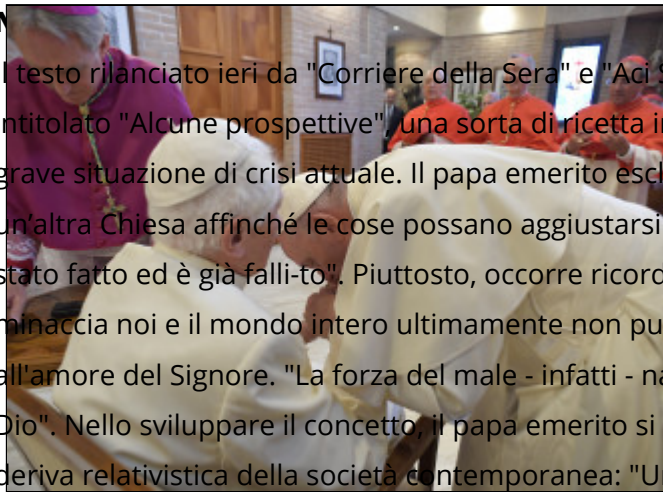 N
l testo rilanciato ieri da "Corriere della Sera" e "Aci S
ntitolato "Alcune prospettive", una sorta di ricetta i
grave situazione di crisi attuale. Il papa emerito escl
un'altra Chiesa affinché le cose possano aggiustarsi
stato fatto ed è già falli-to". Piuttosto, occorre ricord
minaccia noi e il mondo intero ultimamente non pu
all'amore del Signore. "La forza del male - infatti - na
Dio". Nello sviluppare il concetto, il papa emerito si
deriva relativistica della società contemporanea: "U